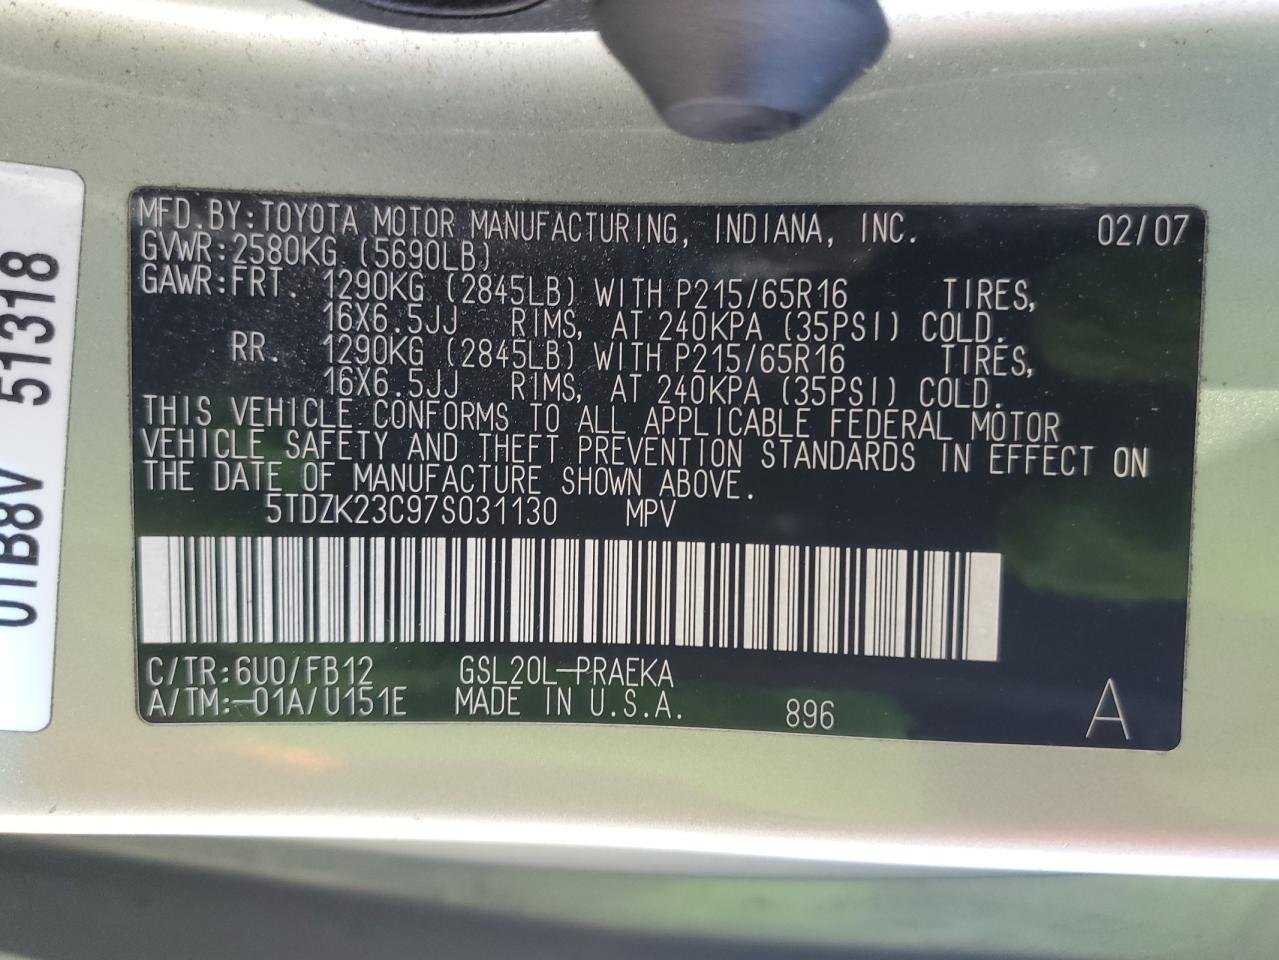 MFD.BY:TOYOTA MOTOR MANUFACTURING, INDIANA, INC. 02/07
GVWR:2580KG (5690LB)
GAWR:FRT. 1290KG (2845LB) WITH P215/65R16 TIRES,
16X6.5JJ RIMS, AT 240KPA (35PSI) COLD.
RR. 1290KG (2845LB) WITH P215/65R16 TIRES,
16X6.5JJ RIMS, AT 240KPA (35PSI) COLD.
THIS VEHICLE CONFORMS TO ALL APPLICABLE FEDERAL MOTOR
VEHICLE SAFETY AND THEFT PREVENTION STANDARDS IN EFFECT ON
THE DATE OF MANUFACTURE SHOWN ABOVE.
5TDZK23C97S031130 MPV
C/TR:6U0/FB12 GSL20L-PRAEKA
A/TM:-01A/U151E MADE IN U.S.A. 896 A
01B8V 51318